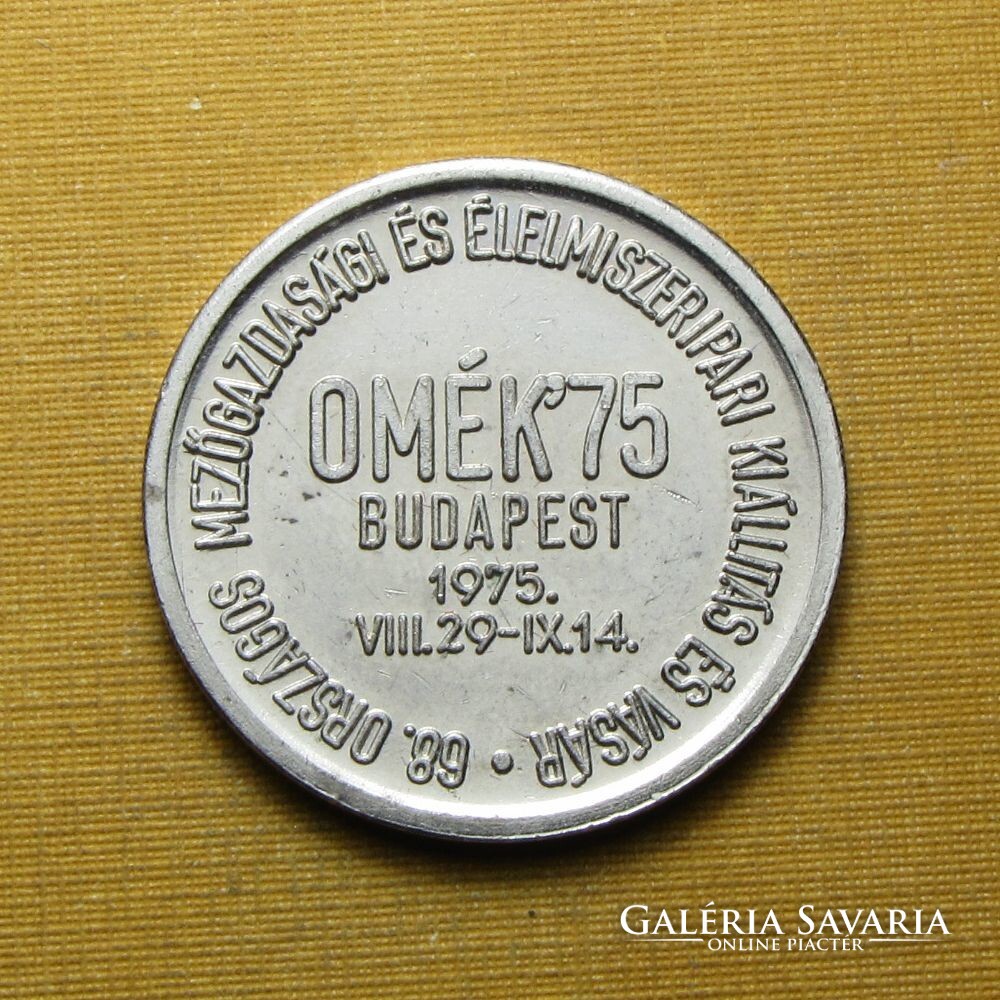 68. ORSZÁGOS MEZŐGAZDASÁGI ÉS ÉLELMISZERIPARI KIÁLLITÁS ÉS VÁSÁR •
OMÉK'75
BUDAPEST
1975.
VIII.29-IX.14.
GALÉRIA SAVARIA
ONLINE PIACTÉR